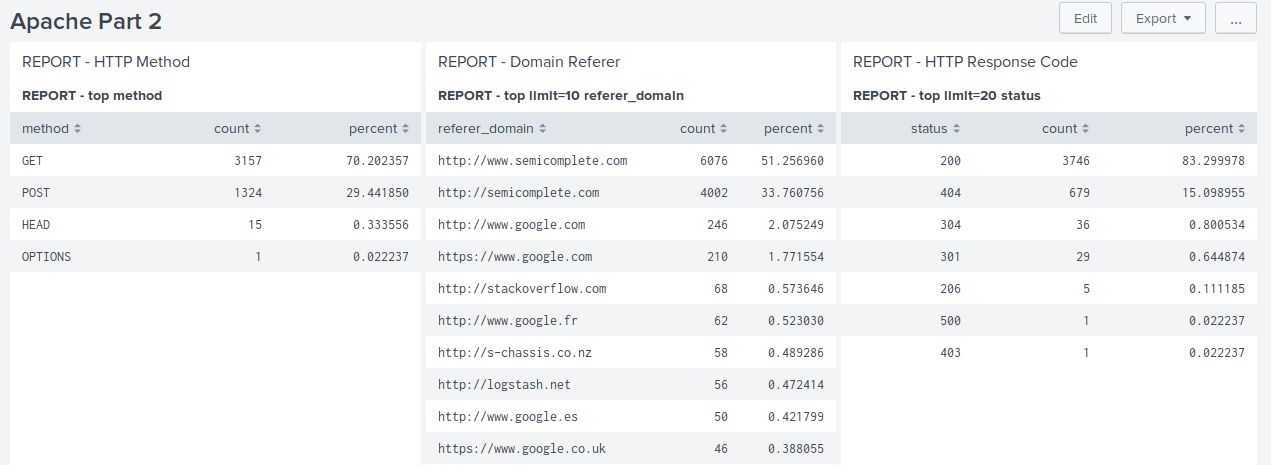 Apache Part 2
Edit
Export
...
REPORT - HTTP Method
REPORT - top method
method count percent
GET 3157 70.202357
POST 1324 29.441850
HEAD 15 0.333556
OPTIONS 1 0.022237
REPORT - Domain Referer
REPORT - top limit=10 referer_domain
referer_domain count percent
http://www.semicomplete.com 6076 51.256960
http://semicomplete.com 4002 33.760756
http://www.google.com 246 2.075249
https://www.google.com 210 1.771554
http://stackoverflow.com 68 0.573646
http://www.google.fr 62 0.523030
http://s-chassis.co.nz 58 0.489286
http://logstash.net 56 0.472414
http://www.google.es 50 0.421799
https://www.google.co.uk 46 0.388055
REPORT - HTTP Response Code
REPORT - top limit=20 status
status count percent
200 3746 83.299978
404 679 15.098955
304 36 0.800534
301 29 0.644874
206 5 0.111185
500 1 0.022237
403 1 0.022237